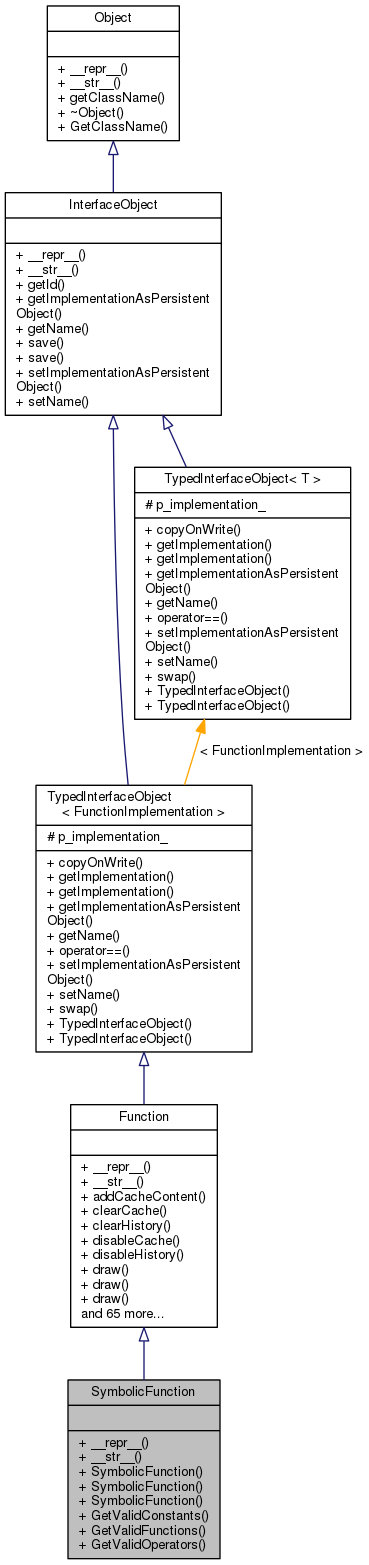 Object
+ __repr__()
+ __str__()
+ getClassName()
+ ~Object()
+ GetClassName()
InterfaceObject
+ __repr__()
+ __str__()
+ getId()
+ getImplementationAsPersistent
Object()
+ getName()
+ save()
+ save()
+ setImplementationAsPersistent
Object()
+ setName()
TypedInterfaceObject< T >
# p_implementation_
+ copyOnWrite()
+ getImplementation()
+ getImplementation()
+ getImplementationAsPersistent
Object()
+ getName()
+ operator==()
+ setImplementationAsPersistent
Object()
+ setName()
+ swap()
+ TypedInterfaceObject()
+ TypedInterfaceObject()
< FunctionImplementation >
TypedInterfaceObject
< FunctionImplementation >
# p_implementation_
+ copyOnWrite()
+ getImplementation()
+ getImplementation()
+ getImplementationAsPersistent
Object()
+ getName()
+ operator==()
+ setImplementationAsPersistent
Object()
+ setName()
+ swap()
+ TypedInterfaceObject()
+ TypedInterfaceObject()
Function
+ __repr__()
+ __str__()
+ addCacheContent()
+ clearCache()
+ clearHistory()
+ disableCache()
+ disableHistory()
+ draw()
+ draw()
+ draw()
and 65 more...
SymbolicFunction
+ __repr__()
+ __str__()
+ SymbolicFunction()
+ SymbolicFunction()
+ SymbolicFunction()
+ GetValidConstants()
+ GetValidFunctions()
+ GetValidOperators()